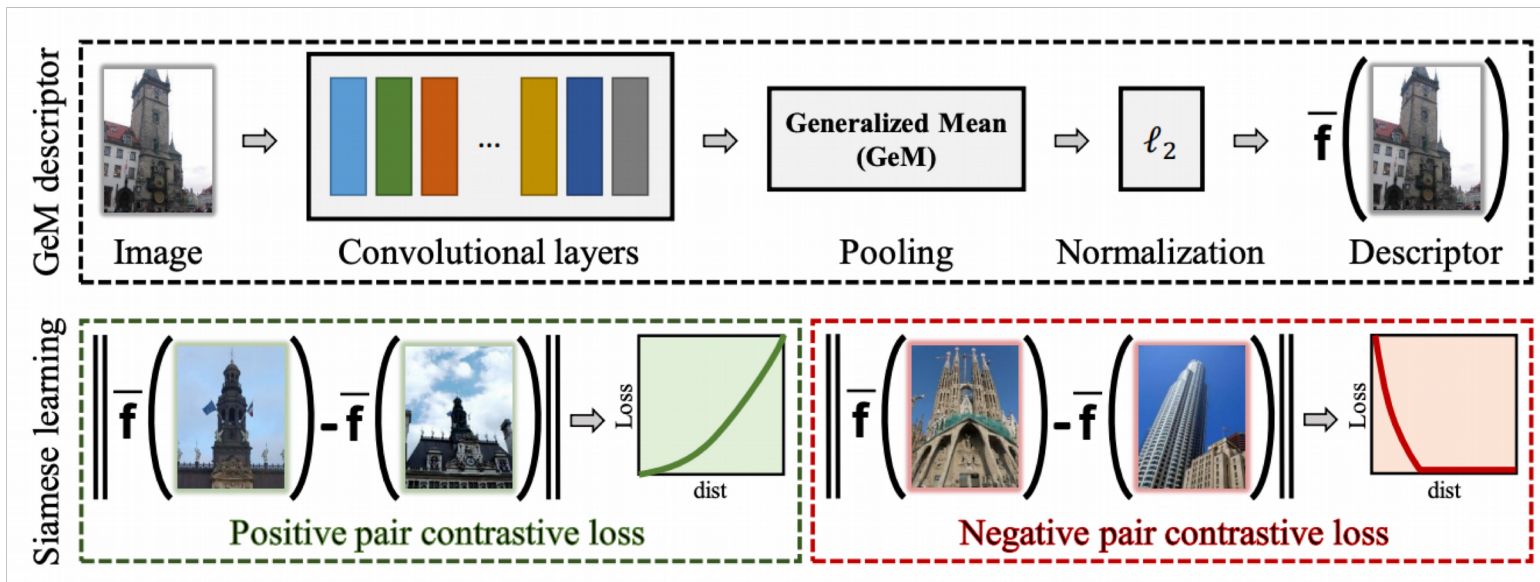 GeM descriptor
Image
Convolutional layers
...
Generalized Mean
(GeM)
Pooling
ℓ₂
Normalization
f̅
Descriptor
Siamese learning
‖ f̅ ( ) - f̅ ( ) ‖
Loss
dist
Positive pair contrastive loss
‖ f̅ ( ) - f̅ ( ) ‖
Loss
dist
Negative pair contrastive loss